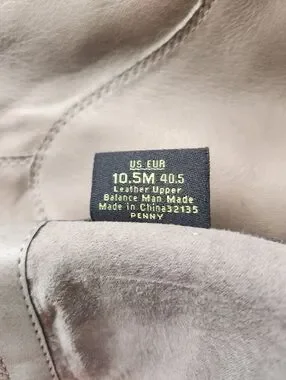 US EUR
10.5M 40.5
Leather Upper
Balance Man Made
Made in China32135
PENNY